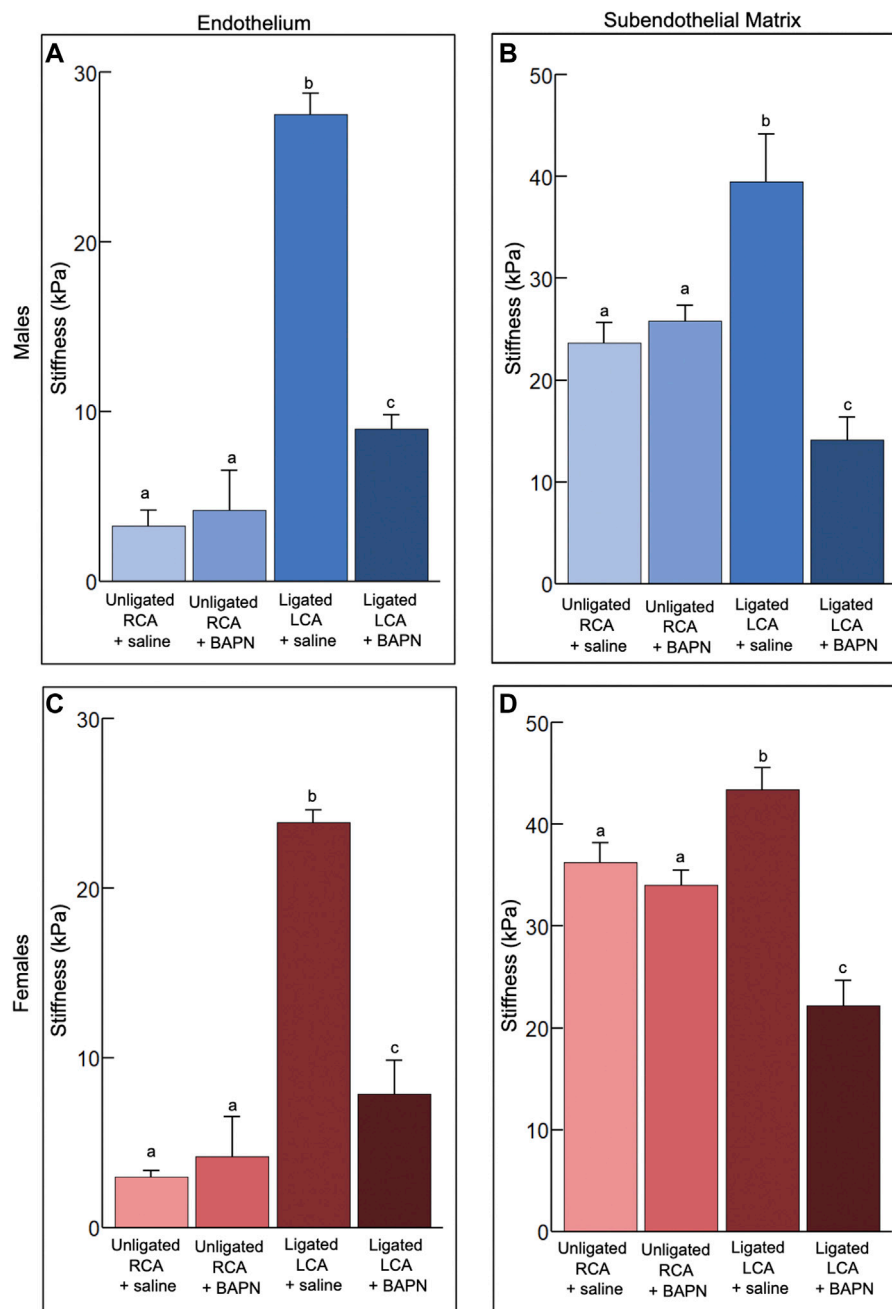 Endothelium
Subendothelial Matrix
Males
A
Stiffness (kPa)
30
20
10
0
a
a
b
c
Unligated
RCA
+ saline
Unligated
RCA
+ BAPN
Ligated
LCA
+ saline
Ligated
LCA
+ BAPN
B
Stiffness (kPa)
50
40
30
20
10
0
a
a
b
c
Unligated
RCA
+ saline
Unligated
RCA
+ BAPN
Ligated
LCA
+ saline
Ligated
LCA
+ BAPN
Females
C
Stiffness (kPa)
30
20
10
0
a
a
b
c
Unligated
RCA
+ saline
Unligated
RCA
+ BAPN
Ligated
LCA
+ saline
Ligated
LCA
+ BAPN
D
Stiffness (kPa)
50
40
30
20
10
0
a
a
b
c
Unligated
RCA
+ saline
Unligated
RCA
+ BAPN
Ligated
LCA
+ saline
Ligated
LCA
+ BAPN